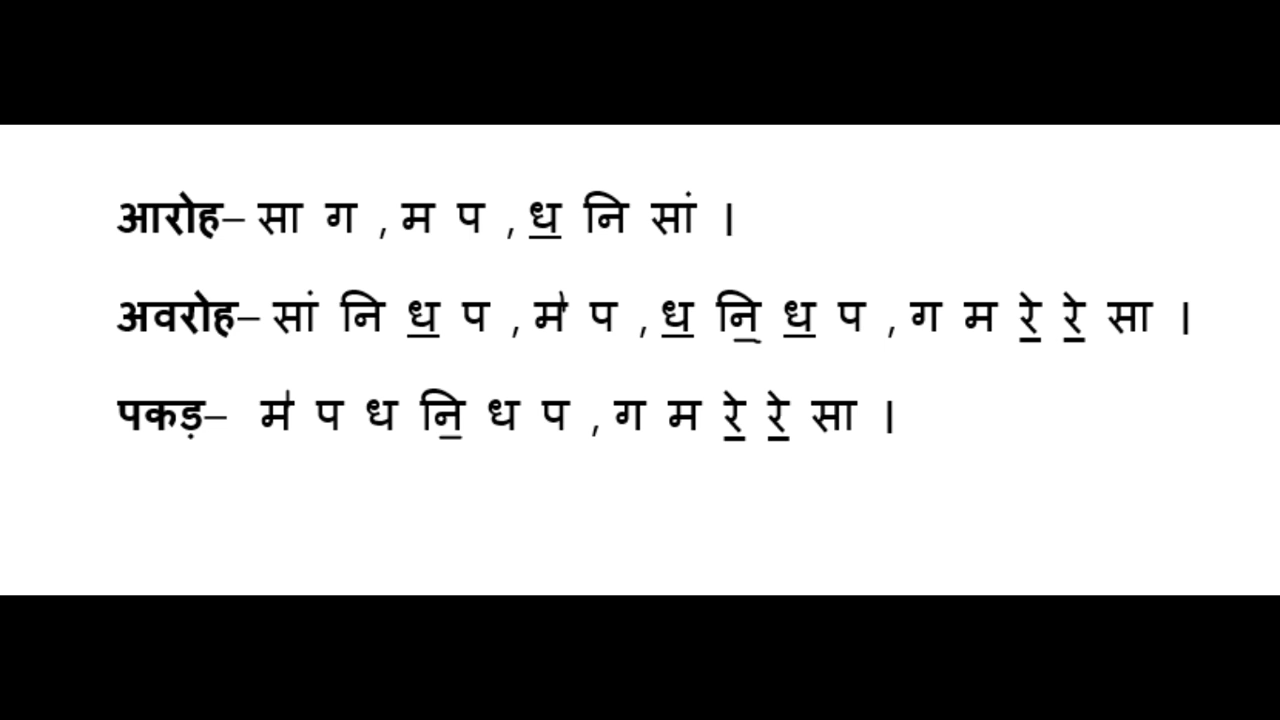 आरोह– सा ग , म प , ध॒ नि सां ।
अवरोह– सां नि ध॒ प , म॑ प , ध॒ नि॒ ध॒ प , ग म रे॒ रे॒ सा ।
पकड़– म॑ प ध नि॒ ध प , ग म रे॒ रे॒ सा ।